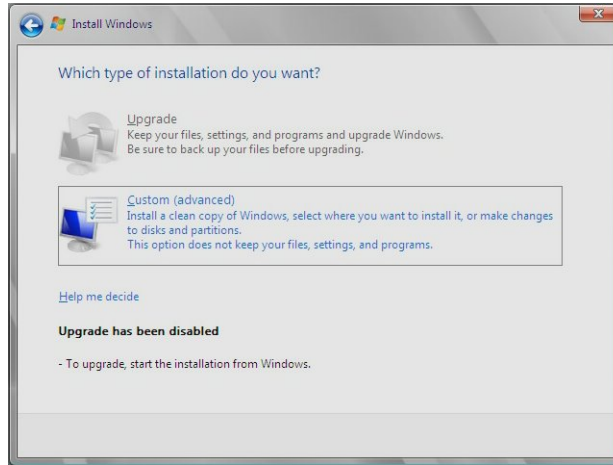 Install Windows
Which type of installation do you want?
Upgrade
Keep your files, settings, and programs and upgrade Windows.
Be sure to back up your files before upgrading.
Custom (advanced)
Install a clean copy of Windows, select where you want to install it, or make changes
to disks and partitions.
This option does not keep your files, settings, and programs.
Help me decide
Upgrade has been disabled
- To upgrade, start the installation from Windows.